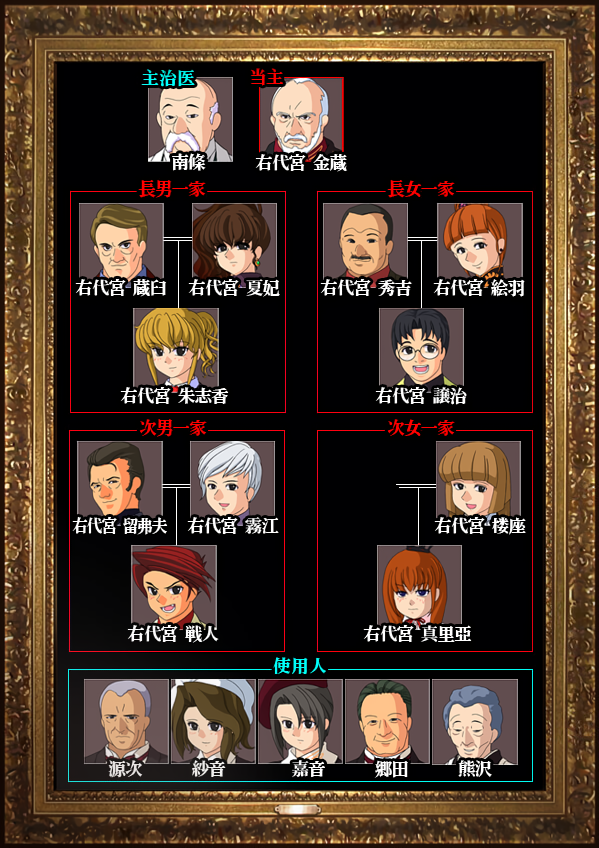 主治医
当主
南條
右代宮 金蔵
長男一家
長女一家
右代宮 蔵臼
右代宮 夏妃
右代宮 秀吉
右代宮 絵羽
右代宮 朱志香
右代宮 譲治
次男一家
次女一家
右代宮 留弗夫
右代宮 霧江
右代宮 楼座
右代宮 戦人
右代宮 真里亜
使用人
源次
紗音
嘉音
郷田
熊沢